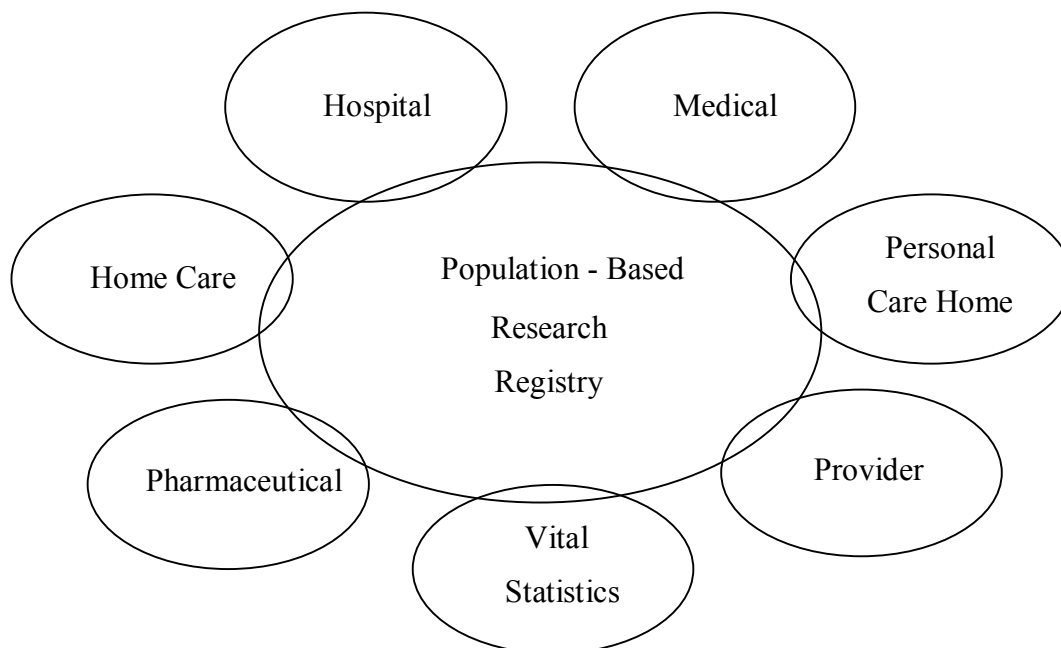 Hospital
Medical
Home Care
Population - Based
Research
Registry
Personal
Care Home
Pharmaceutical
Provider
Vital
Statistics